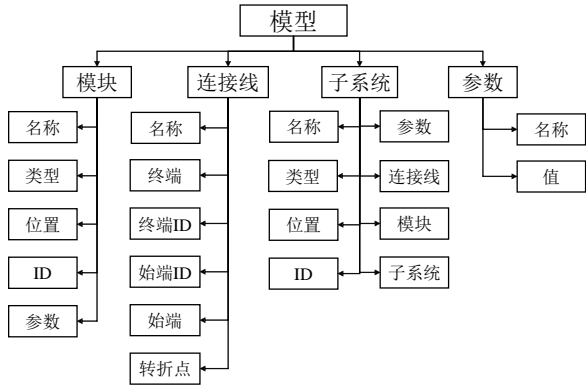 模型
模块
连接线
子系统
参数
名称
类型
位置
ID
参数
名称
终端
终端ID
始端ID
始端
转折点
名称
类型
位置
ID
参数
连接线
模块
子系统
名称
值